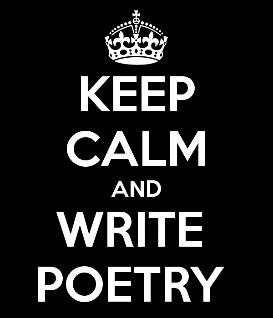 KEEP
CALM
AND
WRITE
POETRY